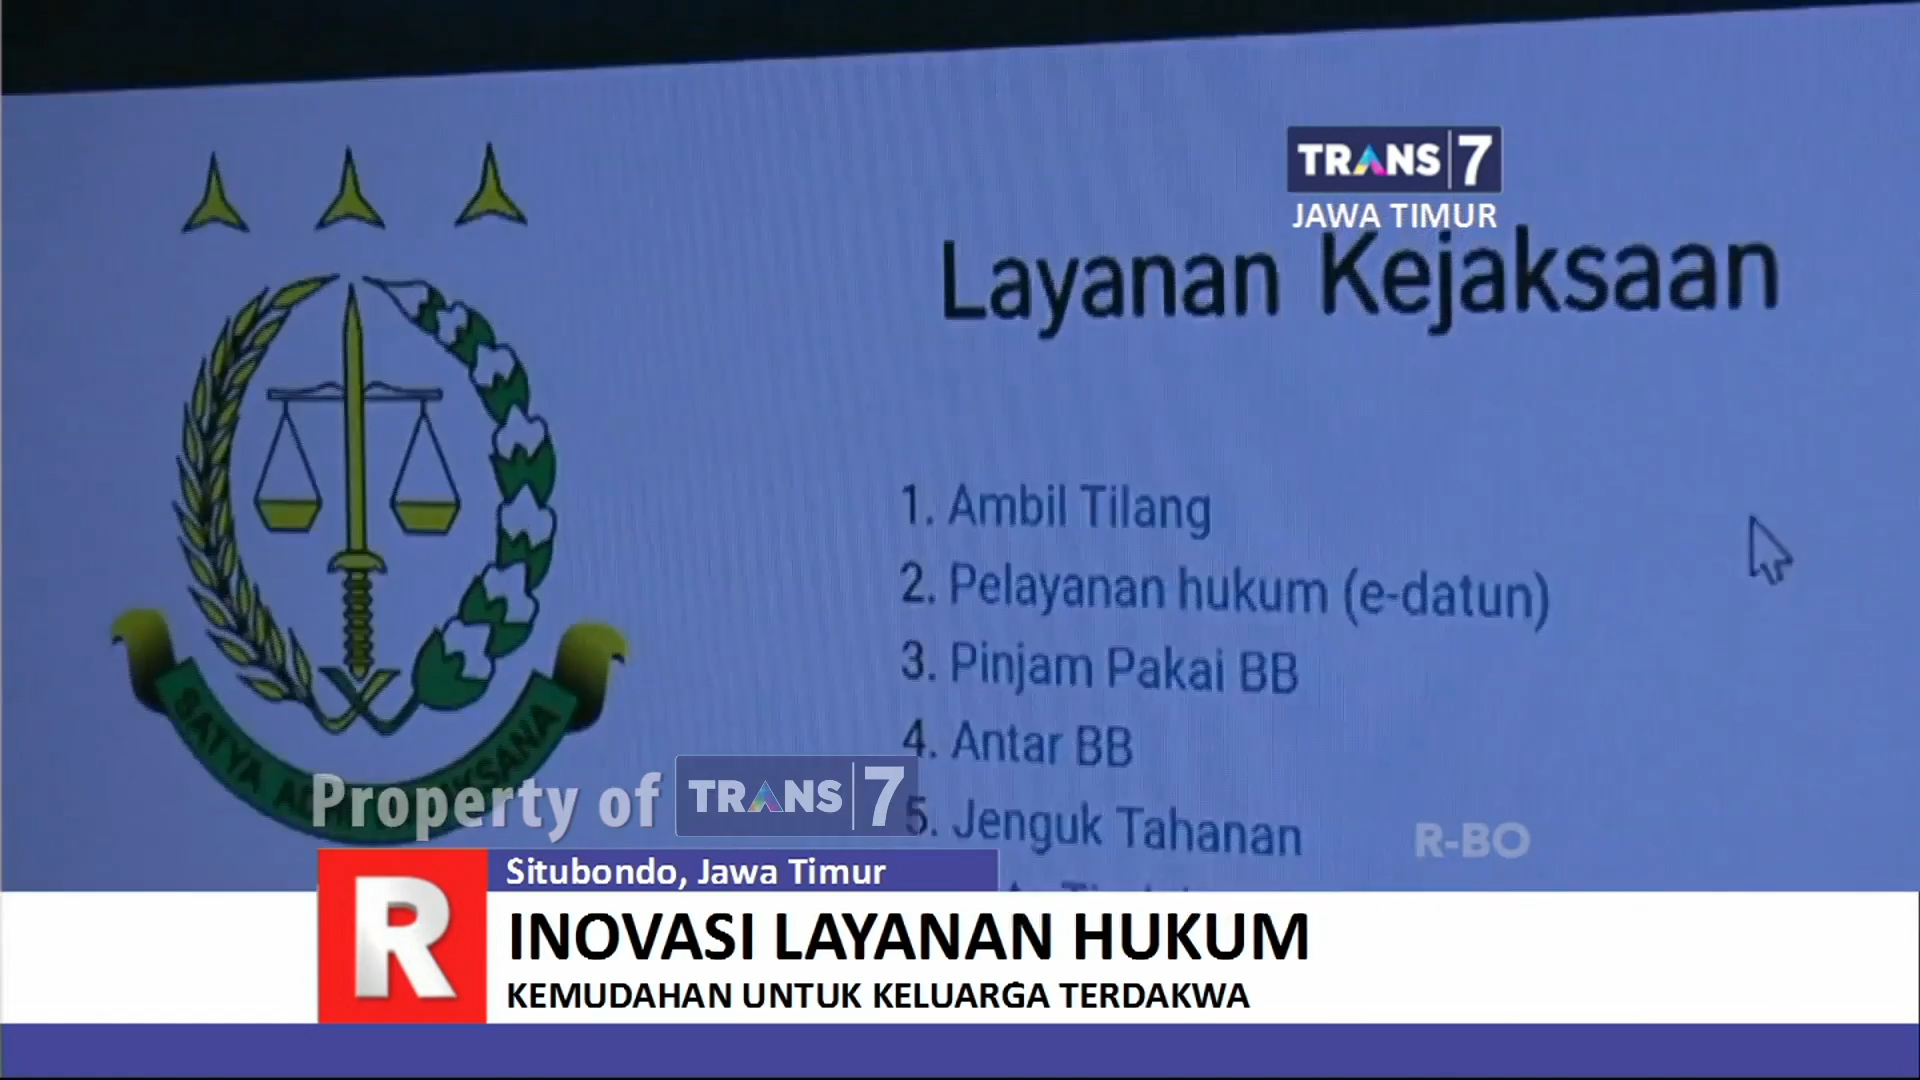 TRANS 7
JAWA TIMUR
Layanan Kejaksaan
1. Ambil Tilang
2. Pelayanan hukum (e-datun)
3. Pinjam Pakai BB
4. Antar BB
5. Jenguk Tahanan
SATYA
Property of TRANS 7
R-BO
Situbondo, Jawa Timur
R
INOVASI LAYANAN HUKUM
KEMUDAHAN UNTUK KELUARGA TERDAKWA